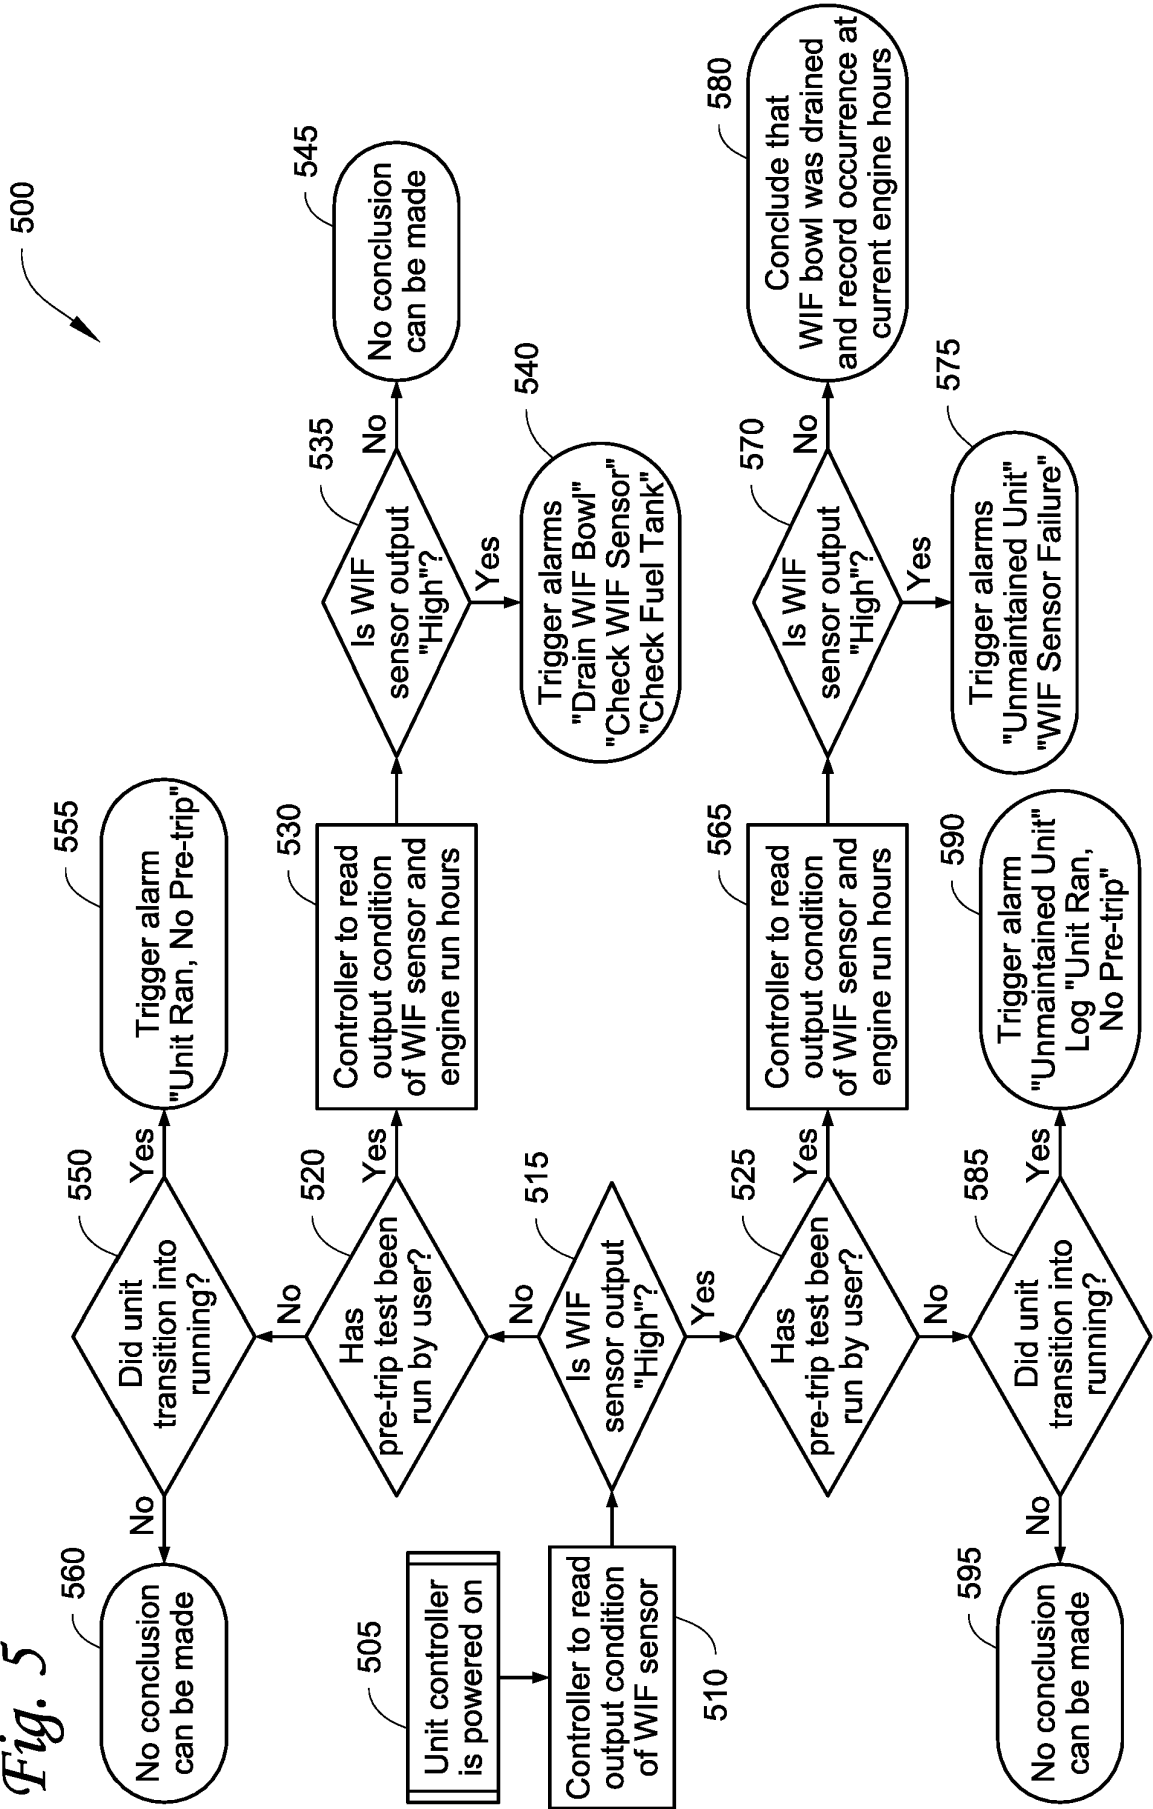 Fig. 5
500
505
Unit controller
is powered on
Controller to read
output condition
of WIF sensor
510
515
Is WIF
sensor output
"High"?
No
Yes
520
Has
pre-trip test been
run by user?
No
Yes
530
Controller to read
output condition
of WIF sensor and
engine run hours
535
Is WIF
sensor output
"High"?
No
Yes
540
Trigger alarms
"Drain WIF Bowl"
"Check WIF Sensor"
"Check Fuel Tank"
545
No conclusion
can be made
550
Did unit
transition into
running?
Yes
No
555
Trigger alarm
"Unit Ran, No Pre-trip"
560
No conclusion
can be made
525
Has
pre-trip test been
run by user?
Yes
No
565
Controller to read
output condition
of WIF sensor and
engine run hours
570
Is WIF
sensor output
"High"?
No
Yes
575
Trigger alarms
"Unmaintained Unit"
"WIF Sensor Failure"
580
Conclude that
WIF bowl was drained
and record occurrence at
current engine hours
585
Did unit
transition into
running?
Yes
No
590
Trigger alarm
"Unmaintained Unit"
Log "Unit Ran,
No Pre-trip"
595
No conclusion
can be made